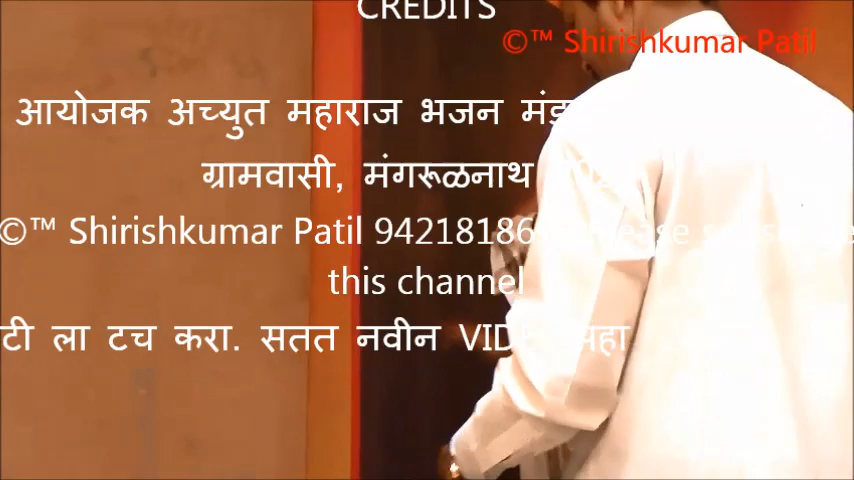 CREDITS
©™ Shirishkumar Patil
आयोजक अच्युत महाराज भजन
ग्रामवासी, मंगरूळनाथ
©™ Shirishkumar Patil 94218186 please
this channel
टी ला टच करा. सतत नवीन